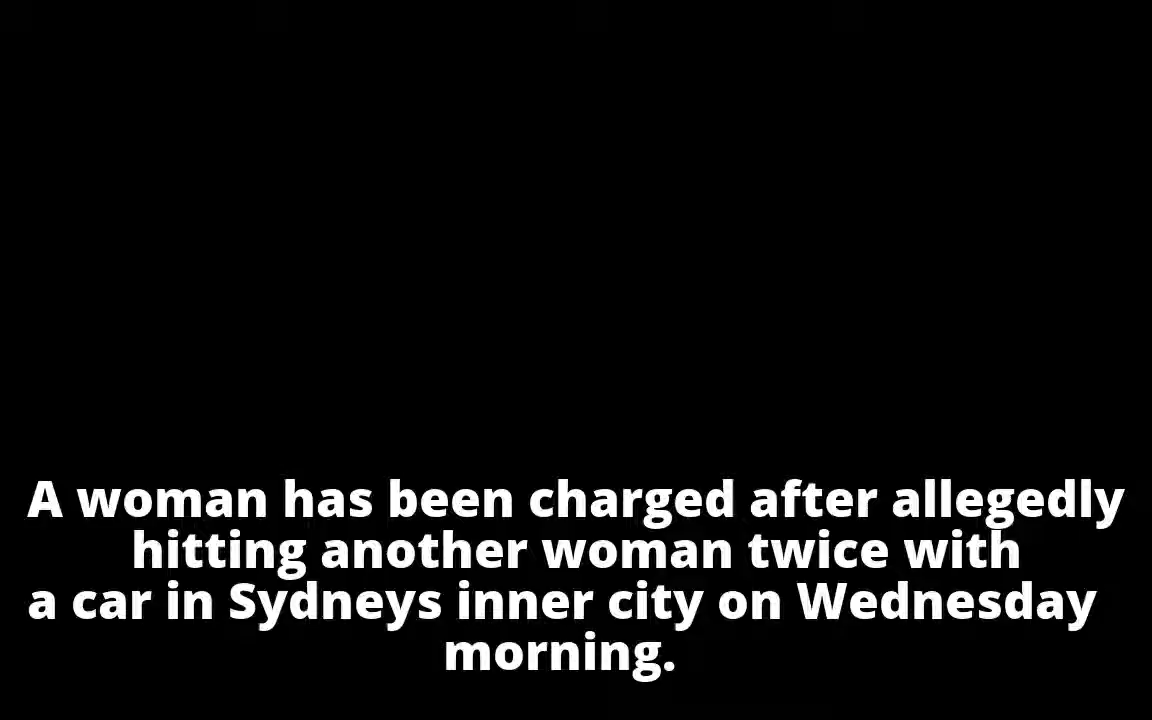 A woman has been charged after allegedly
hitting another woman twice with
a car in Sydneys inner city on Wednesday
morning.